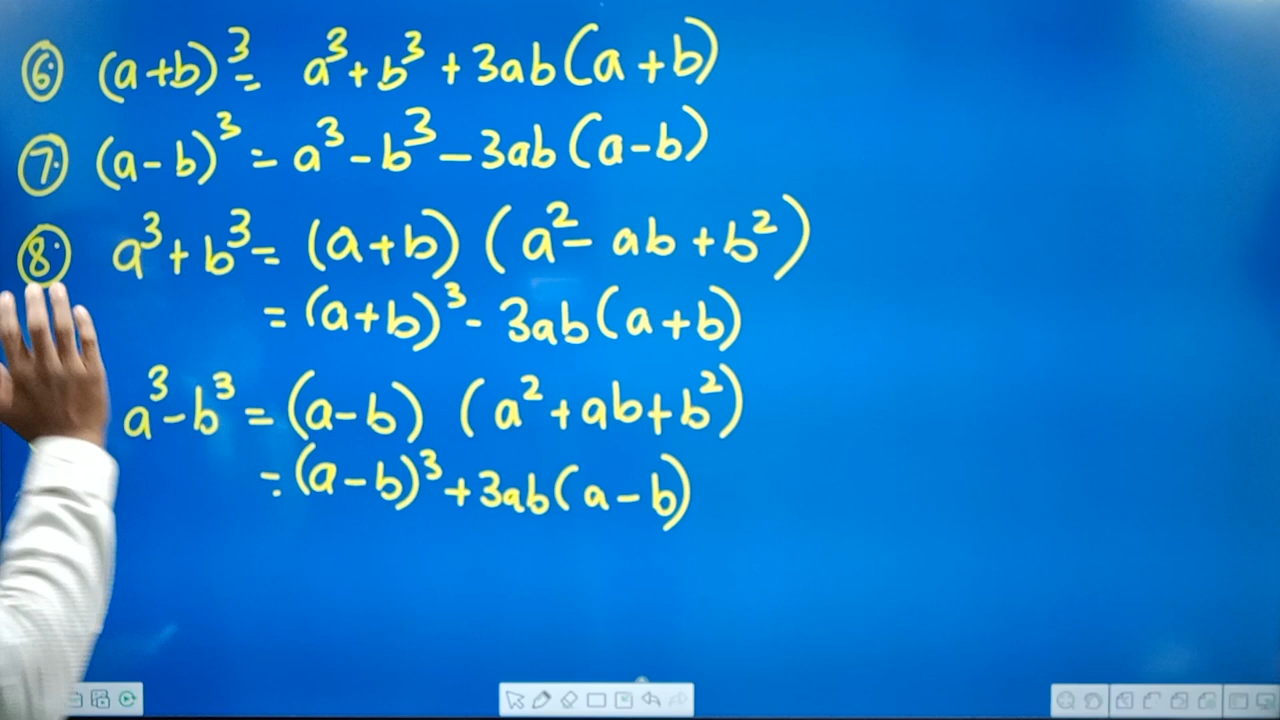 ⑥ (a+b)³ = a³+b³+3ab(a+b)
⑦ (a-b)³ = a³-b³-3ab(a-b)
⑧ a³+b³ = (a+b) (a²-ab+b²)
= (a+b)³-3ab(a+b)
a³-b³ = (a-b) (a²+ab+b²)
= (a-b)³+3ab(a-b)